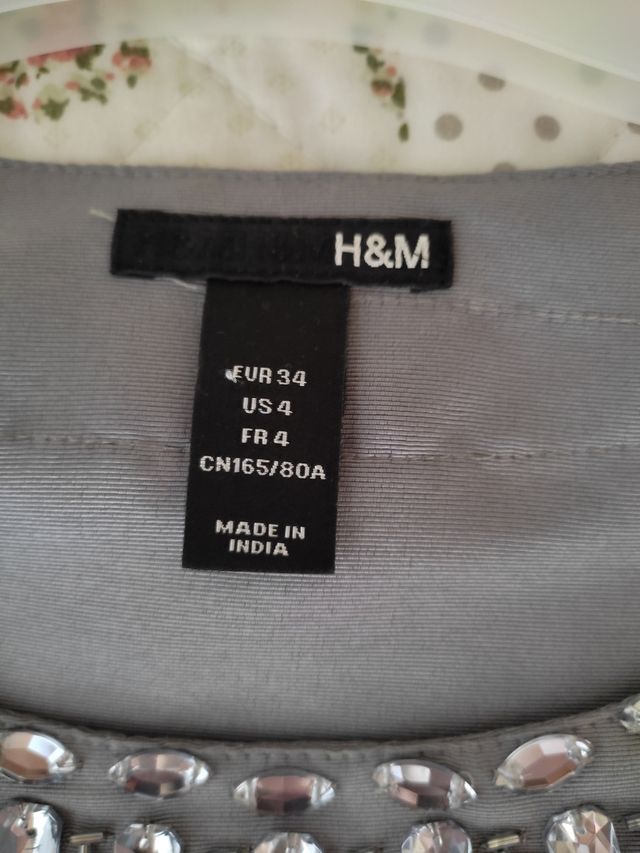 H&M
EUR 34
US 4
FR 4
CN165/80A
MADE IN
INDIA